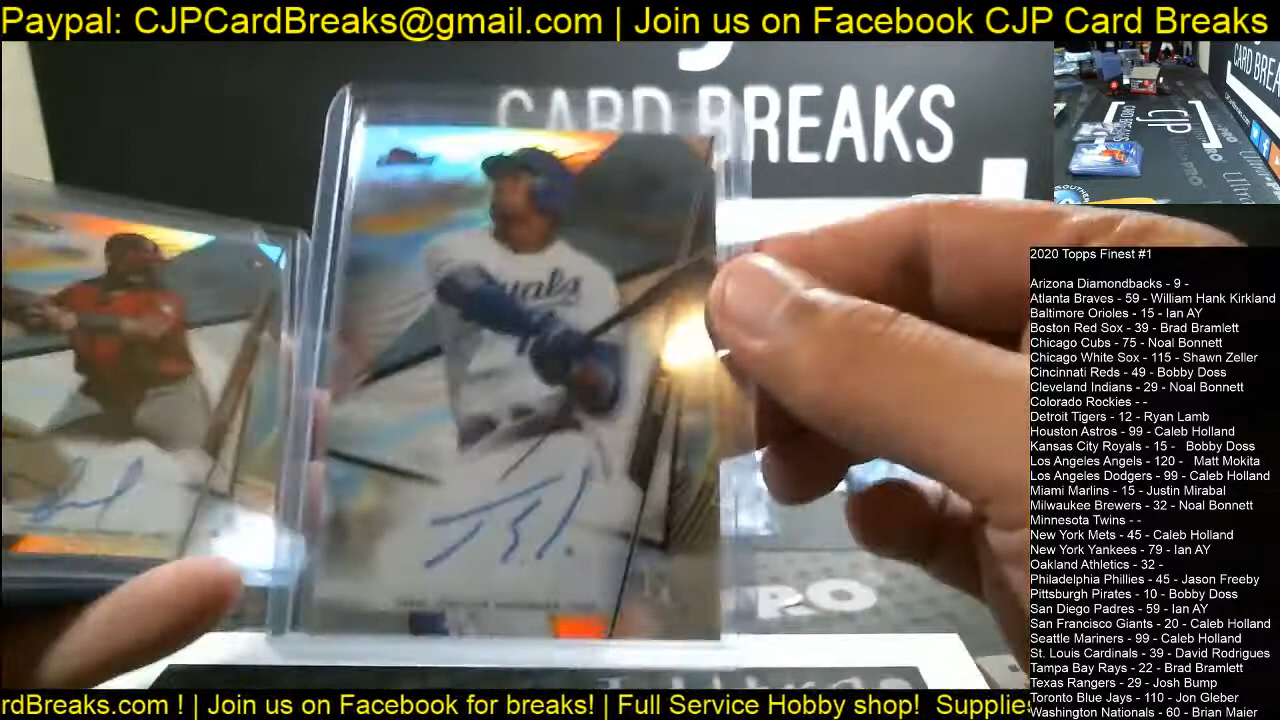 Paypal: CJPCardBreaks@gmail.com | Join us on Facebook CJP Card Breaks
CARD BREAKS
2020 Topps Finest #1
Arizona Diamondbacks - 9 -
Atlanta Braves - 59 - William Hank Kirkland
Baltimore Orioles - 15 - Ian AY
Boston Red Sox - 39 - Brad Bramlett
Chicago Cubs - 75 - Noal Bonnett
Chicago White Sox - 115 - Shawn Zeller
Cincinnati Reds - 49 - Bobby Doss
Cleveland Indians - 29 - Noal Bonnett
Colorado Rockies - -
Detroit Tigers - 12 - Ryan Lamb
Houston Astros - 99 - Caleb Holland
Kansas City Royals - 15 - Bobby Doss
Los Angeles Angels - 120 - Matt Mokita
Los Angeles Dodgers - 99 - Caleb Holland
Miami Marlins - 15 - Justin Mirabal
Milwaukee Brewers - 32 - Noal Bonnett
Minnesota Twins - -
New York Mets - 45 - Caleb Holland
New York Yankees - 79 - Ian AY
Oakland Athletics - 32 -
Philadelphia Phillies - 45 - Jason Freeby
Pittsburgh Pirates - 10 - Bobby Doss
San Diego Padres - 59 - Ian AY
San Francisco Giants - 20 - Caleb Holland
Seattle Mariners - 99 - Caleb Holland
St. Louis Cardinals - 39 - David Rodrigues
Tampa Bay Rays - 22 - Brad Bramlett
Texas Rangers - 29 - Josh Bump
Toronto Blue Jays - 110 - Jon Gleber
Washington Nationals - 60 - Brian Maier
rdBreaks.com ! | Join us on Facebook for breaks! | Full Service Hobby shop! Supplies